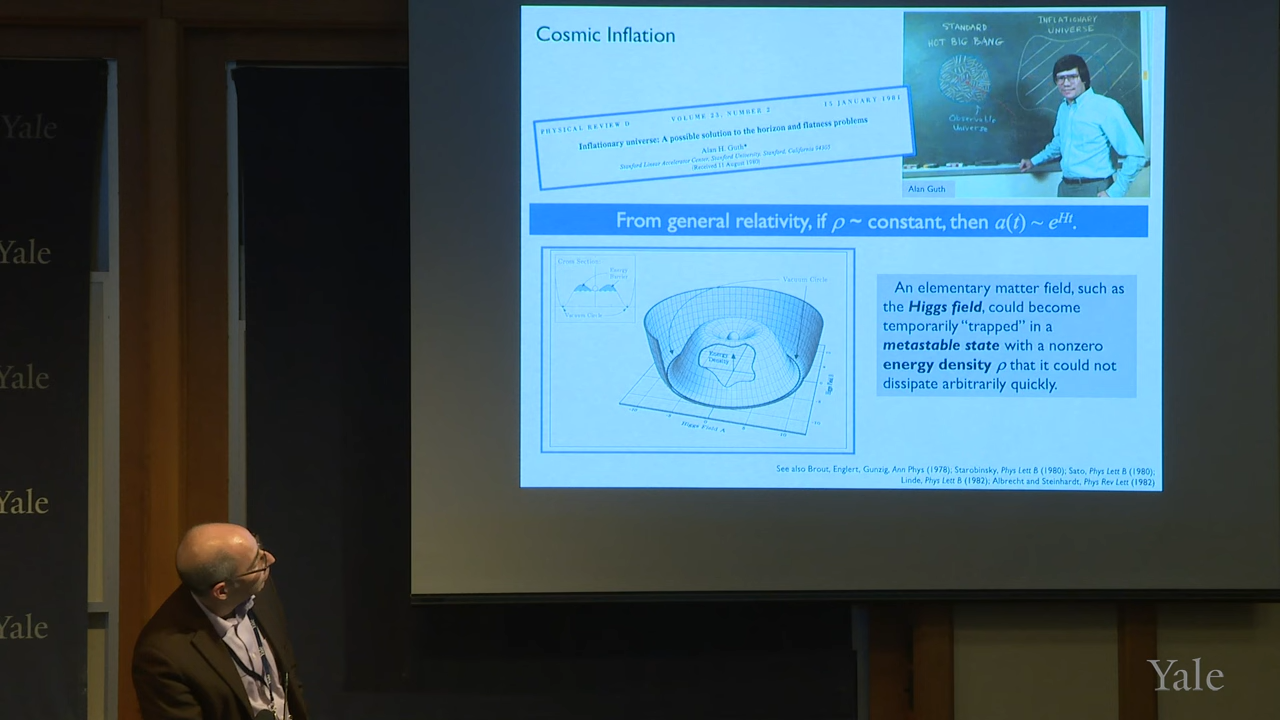 Cosmic Inflation
STANDARD
HOT BIG BANG
INFLATIONARY
UNIVERSE
Observable
Universe
PHYSICAL REVIEW D VOLUME 23, NUMBER 2 15 JANUARY 1981
Inflationary universe: A possible solution to the horizon and flatness problems
Alan H. Guth*
Stanford Linear Accelerator Center, Stanford University, Stanford, California 94305
(Received 11 August 1980)
Alan Guth
From general relativity, if ρ ~ constant, then a(t) ~ e^{Ht}.
Cross Section
Energy
Vacuum Circle
Vacuum Circle
Energy
Density
Higgs Field A
An elementary matter field, such as
the Higgs field, could become
temporarily “trapped” in a
metastable state with a nonzero
energy density ρ that it could not
dissipate arbitrarily quickly.
See also Brout, Englert, Gunzig, Ann Phys (1978); Starobinsky, Phys Lett B (1980); Sato, Phys Lett B (1980);
Linde, Phys Lett B (1982); Albrecht and Steinhardt, Phys Rev Lett (1982)
Yale
Yale
Yale
Yale
Yale
Yale